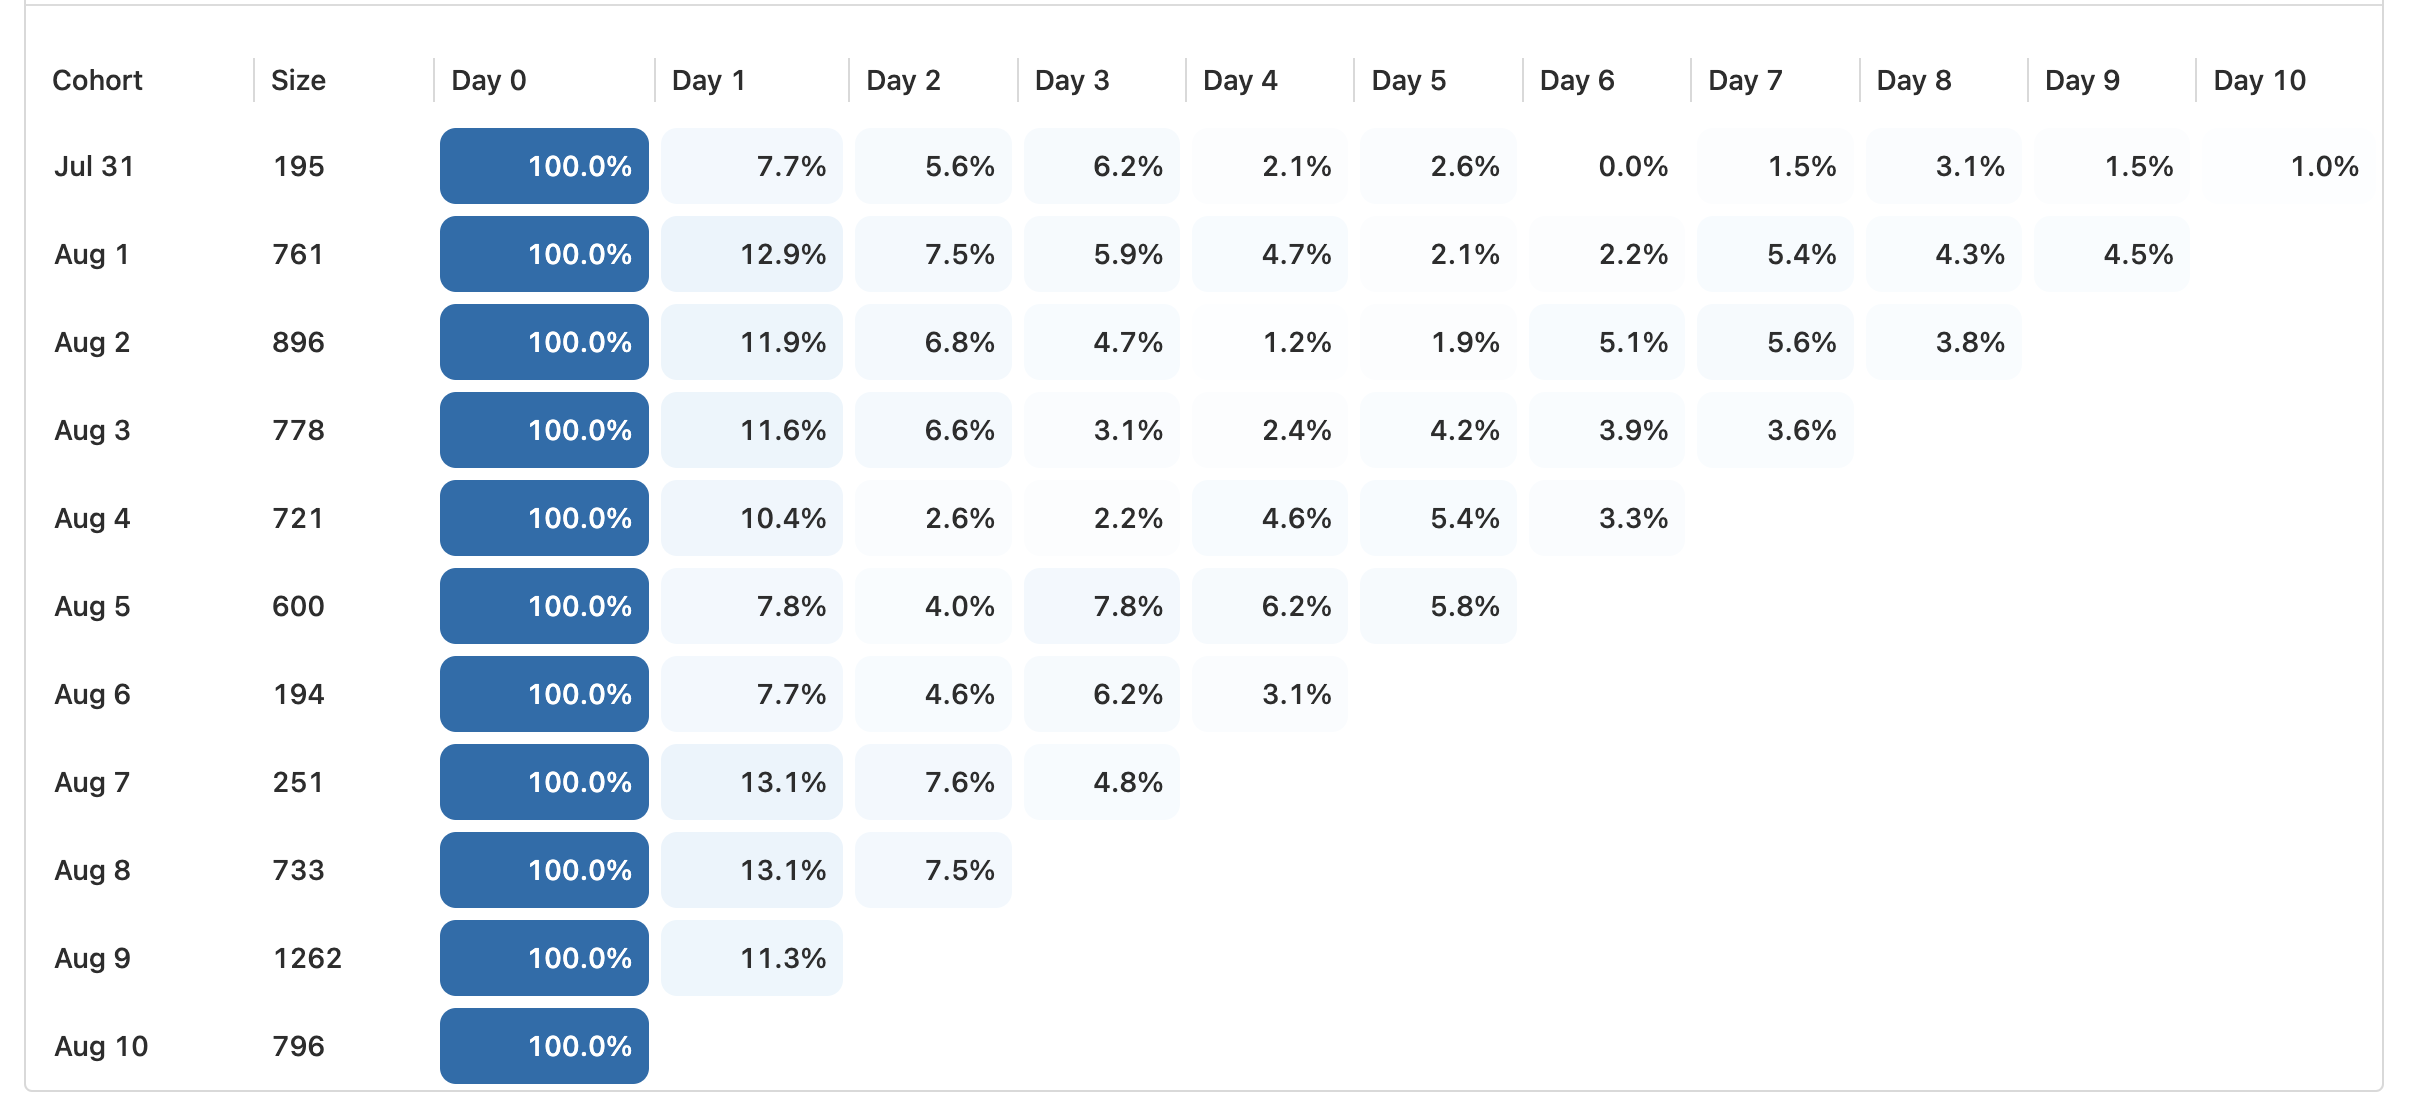 Cohort Size Day 0 Day 1 Day 2 Day 3 Day 4 Day 5 Day 6 Day 7 Day 8 Day 9 Day 10
Jul 31 195 100.0% 7.7% 5.6% 6.2% 2.1% 2.6% 0.0% 1.5% 3.1% 1.5% 1.0%
Aug 1 761 100.0% 12.9% 7.5% 5.9% 4.7% 2.1% 2.2% 5.4% 4.3% 4.5%
Aug 2 896 100.0% 11.9% 6.8% 4.7% 1.2% 1.9% 5.1% 5.6% 3.8%
Aug 3 778 100.0% 11.6% 6.6% 3.1% 2.4% 4.2% 3.9% 3.6%
Aug 4 721 100.0% 10.4% 2.6% 2.2% 4.6% 5.4% 3.3%
Aug 5 600 100.0% 7.8% 4.0% 7.8% 6.2% 5.8%
Aug 6 194 100.0% 7.7% 4.6% 6.2% 3.1%
Aug 7 251 100.0% 13.1% 7.6% 4.8%
Aug 8 733 100.0% 13.1% 7.5%
Aug 9 1262 100.0% 11.3%
Aug 10 796 100.0%